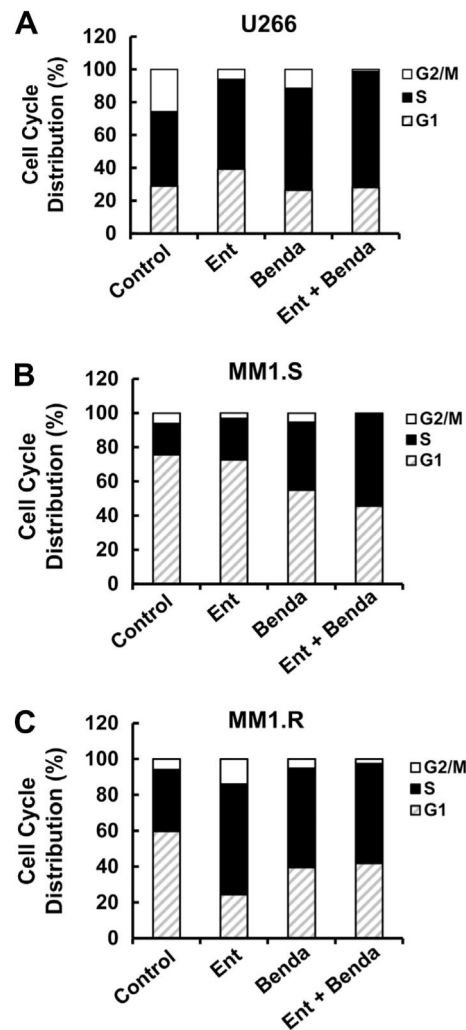 A
U266
Cell Cycle
Distribution (%)
120
100
80
60
40
20
0
G2/M
S
G1
Control
Ent
Benda
Ent + Benda
B
MM1.S
Cell Cycle
Distribution (%)
120
100
80
60
40
20
0
G2/M
S
G1
Control
Ent
Benda
Ent + Benda
C
MM1.R
Cell Cycle
Distribution (%)
120
100
80
60
40
20
0
G2/M
S
G1
Control
Ent
Benda
Ent + Benda